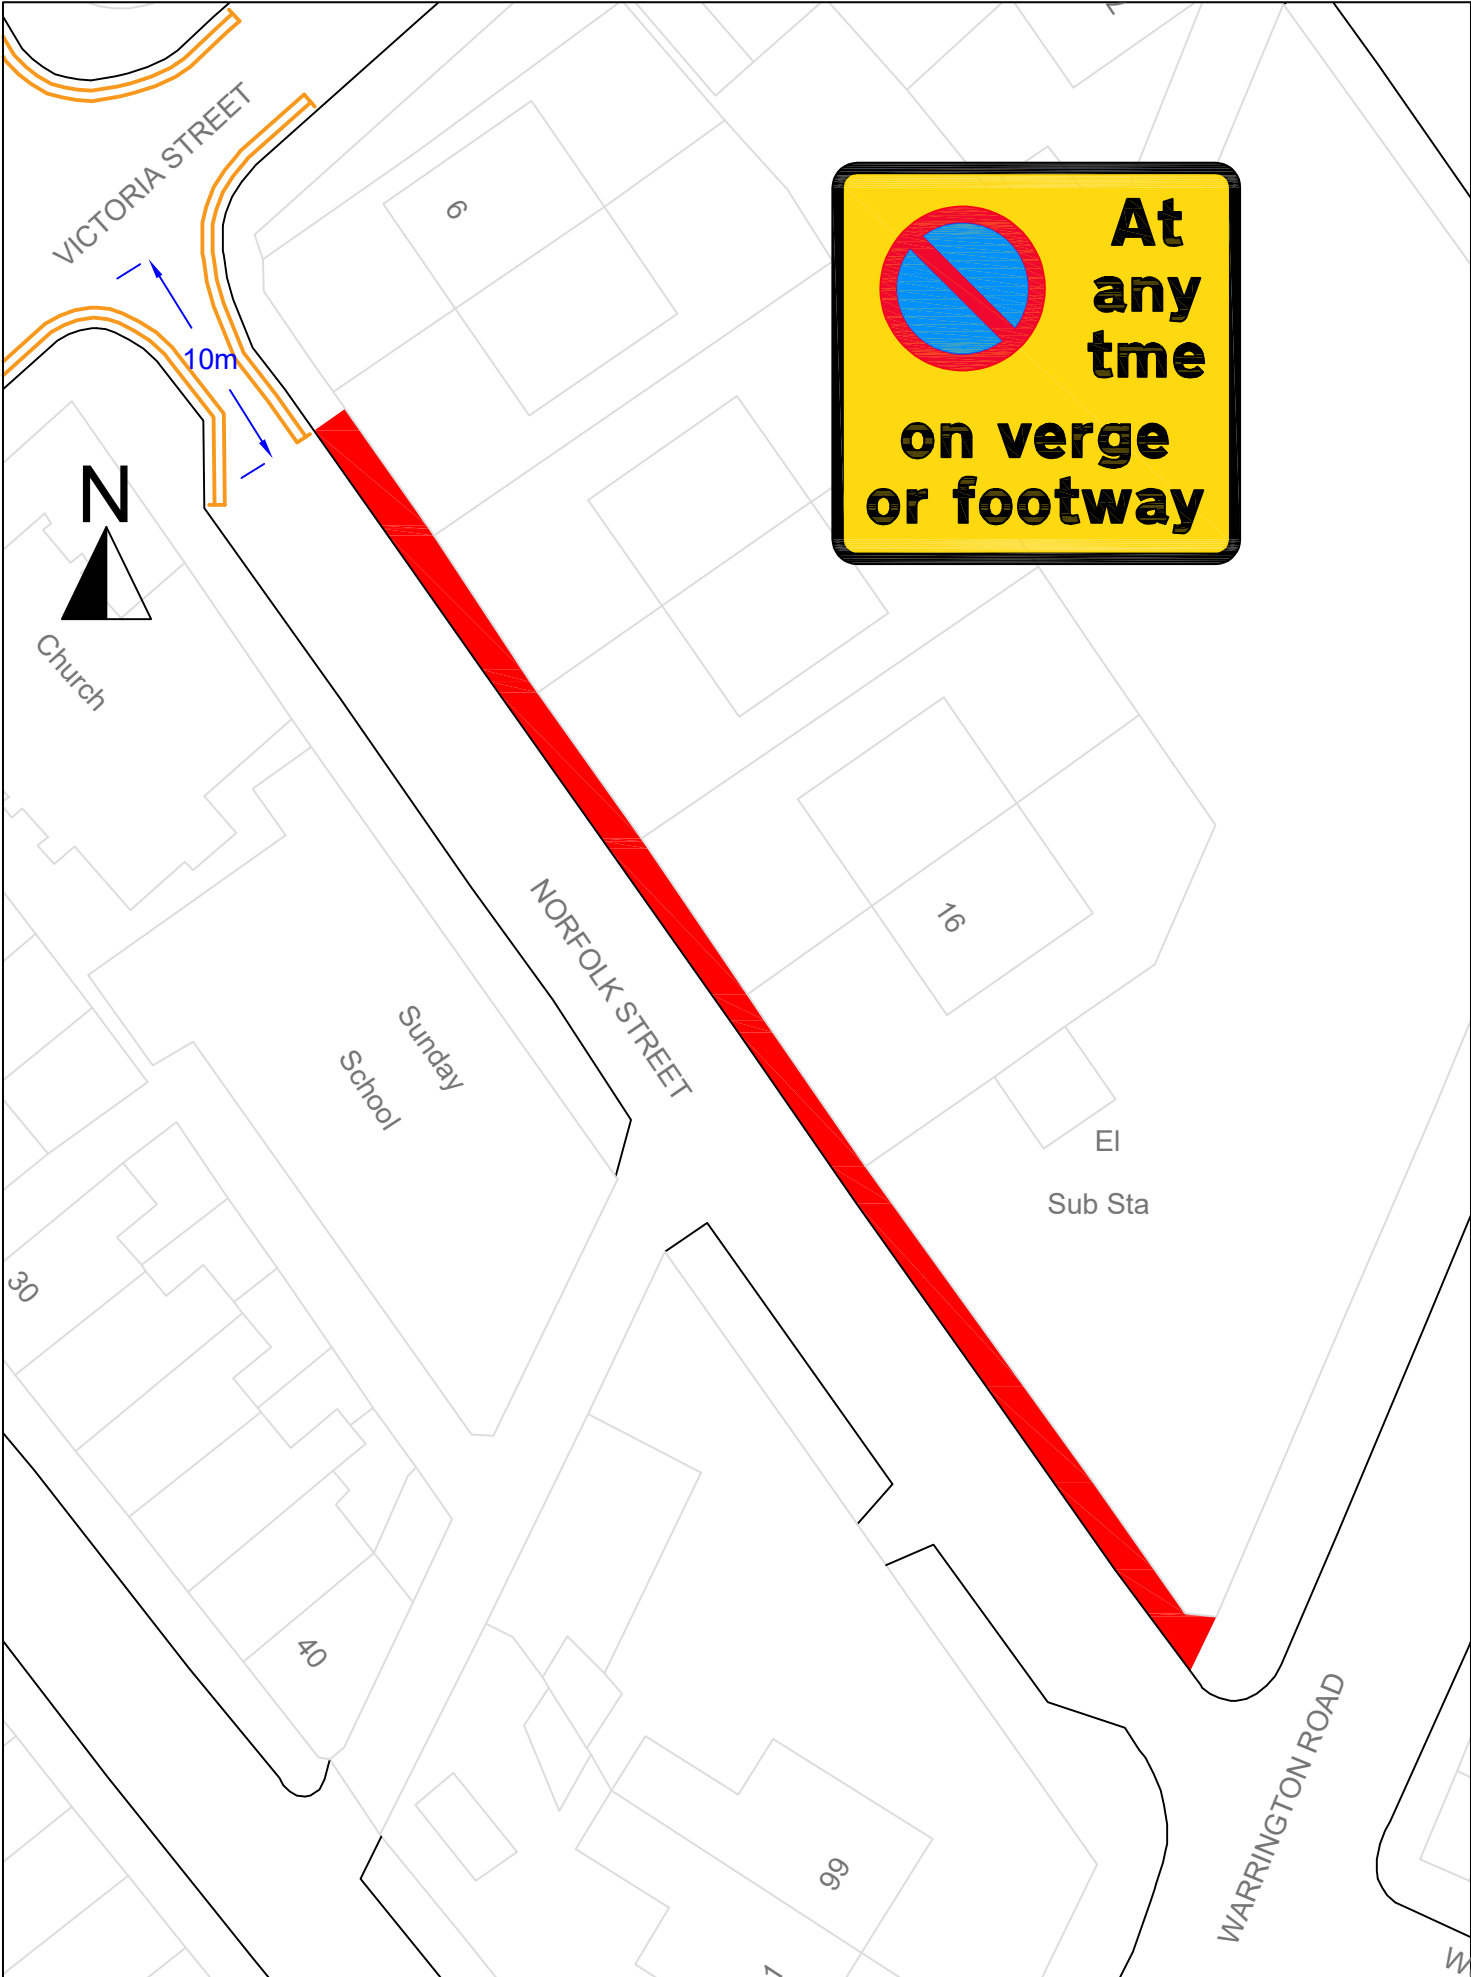 VICTORIA STREET
6
At
any
tme
on verge
or footway
10m
N
Church
16
NORFOLK STREET
Sunday
School
El
Sub Sta
30
40
WARRINGTON ROAD
99
1
W